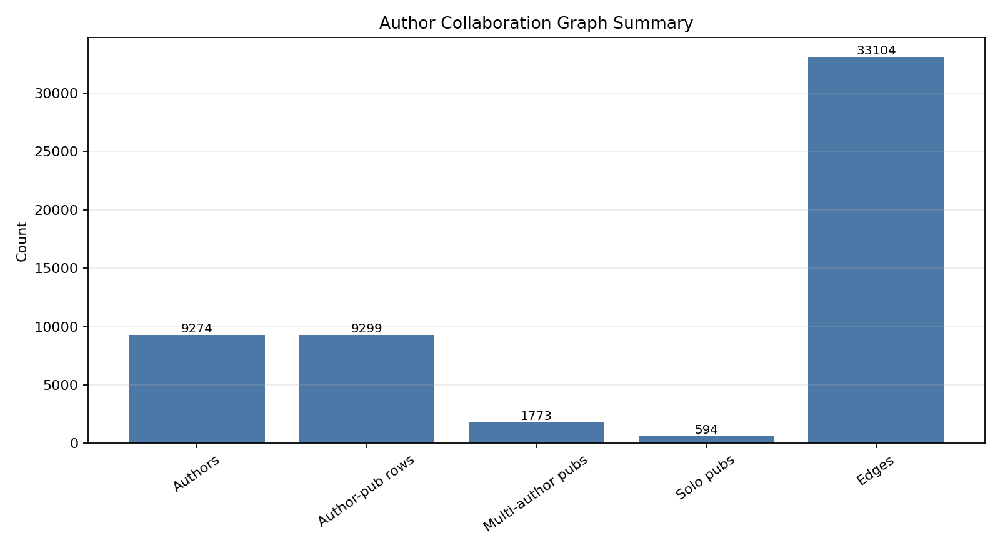 Author Collaboration Graph Summary
33104
30000
25000
20000
Count
15000
10000
9274
9299
5000
1773
594
0
Authors
Author-pub rows
Multi-author pubs
Solo pubs
Edges